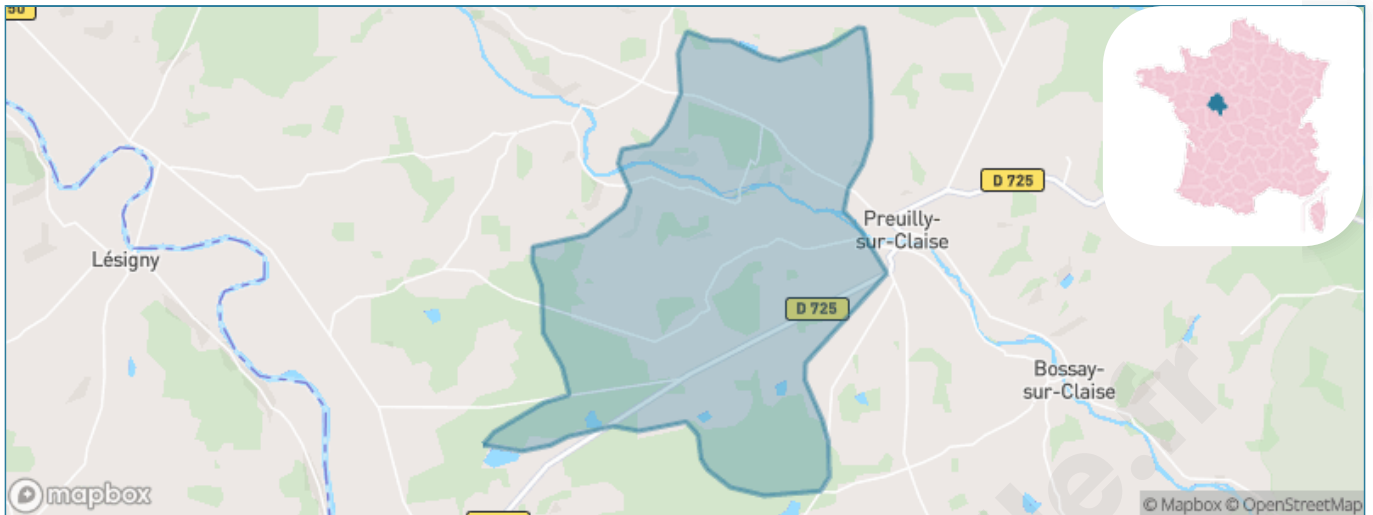 50
D 725
Preuilly-
sur-Claise
Lésigny
D 725
Bossay-
sur-Claise
mapbox
© Mapbox © OpenStreetMap